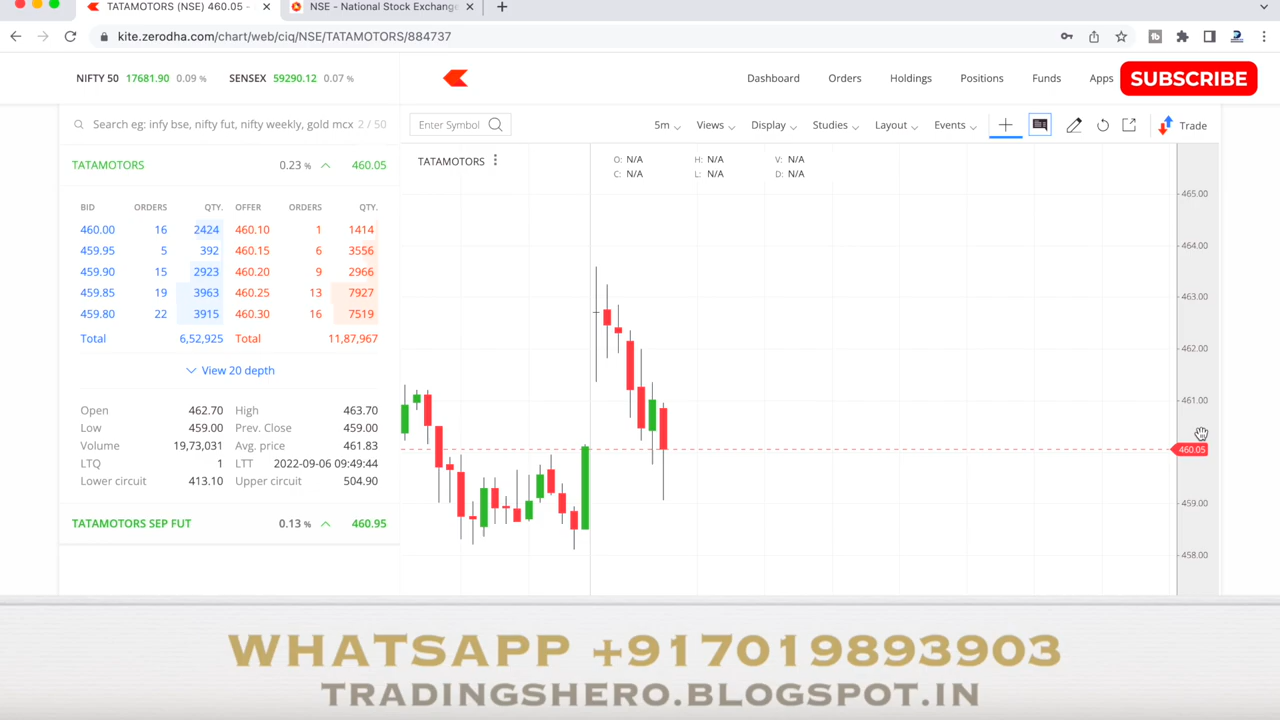 TATAMOTORS (NSE) 460.05 -
NSE - National Stock Exchange
kite.zerodha.com/chart/web/ciq/NSE/TATAMOTORS/884737
NIFTY 50 17681.90 0.09 % SENSEX 59290.12 0.07 %
Dashboard Orders Holdings Positions Funds Apps
SUBSCRIBE
Search eg: infy bse, nifty fut, nifty weekly, gold mcx 2 / 50
Enter Symbol 5m Views Display Studies Layout Events Trade
TATAMOTORS 0.23 % 460.05
BID ORDERS QTY. OFFER ORDERS QTY.
460.00 16 2424 460.10 1 1414
459.95 5 392 460.15 6 3556
459.90 15 2923 460.20 9 2966
459.85 19 3963 460.25 13 7927
459.80 22 3915 460.30 16 7519
Total 6,52,925 Total 11,87,967
View 20 depth
Open 462.70 High 463.70
Low 459.00 Prev. Close 459.00
Volume 19,73,031 Avg. price 461.83
LTQ 1 LTT 2022-09-06 09:49:44
Lower circuit 413.10 Upper circuit 504.90
TATAMOTORS SEP FUT 0.13 % 460.95
TATAMOTORS
O: N/A H: N/A V: N/A
C: N/A L: N/A D: N/A
465.00
464.00
463.00
462.00
461.00
460.05
459.00
458.00
WHATSAPP +917019893903
TRADINGSHERO.BLOGSPOT.IN